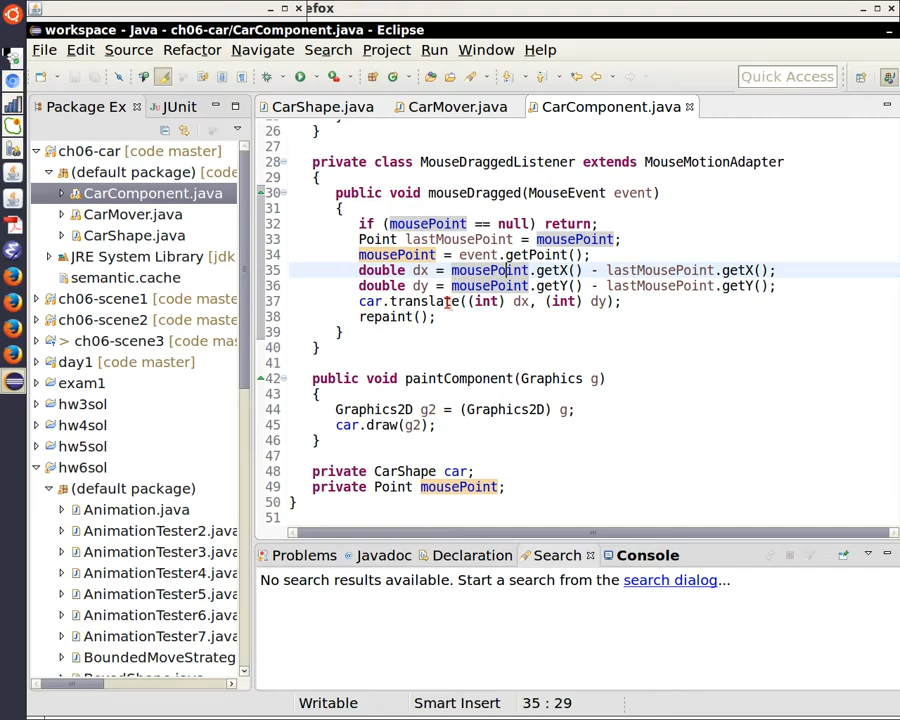 efox
workspace - Java - ch06-car/CarComponent.java - Eclipse
File Edit Source Refactor Navigate Search Project Run Window Help
Quick Access
Package Ex JUnit
CarShape.java CarMover.java CarComponent.java
ch06-car [code master]
(default package) [code
CarComponent.java
CarMover.java
CarShape.java
JRE System Library [jdk
semantic.cache
ch06-scene1 [code master]
ch06-scene2 [code master]
> ch06-scene3 [code
day1 [code master]
exam1
hw3sol
hw4sol
hw5sol
hw6sol
(default package)
Animation.java
AnimationTester2.java
AnimationTester3.java
AnimationTester4.java
AnimationTester5.java
AnimationTester6.java
AnimationTester7.java
BoundedMoveStrateg
26 }
27
28 private class MouseDraggedListener extends MouseMotionAdapter
29 {
30 public void mouseDragged(MouseEvent event)
31 {
32 if (mousePoint == null) return;
33 Point lastMousePoint = mousePoint;
34 mousePoint = event.getPoint();
35 double dx = mousePoint.getX() - lastMousePoint.getX();
36 double dy = mousePoint.getY() - lastMousePoint.getY();
37 car.translate((int) dx, (int) dy);
38 repaint();
39 }
40 }
41
42 public void paintComponent(Graphics g)
43 {
44 Graphics2D g2 = (Graphics2D) g;
45 car.draw(g2);
46 }
47
48 private CarShape car;
49 private Point mousePoint;
50 }
51
Problems Javadoc Declaration Search Console
No search results available. Start a search from the search dialog...
Writable Smart Insert 35 : 29